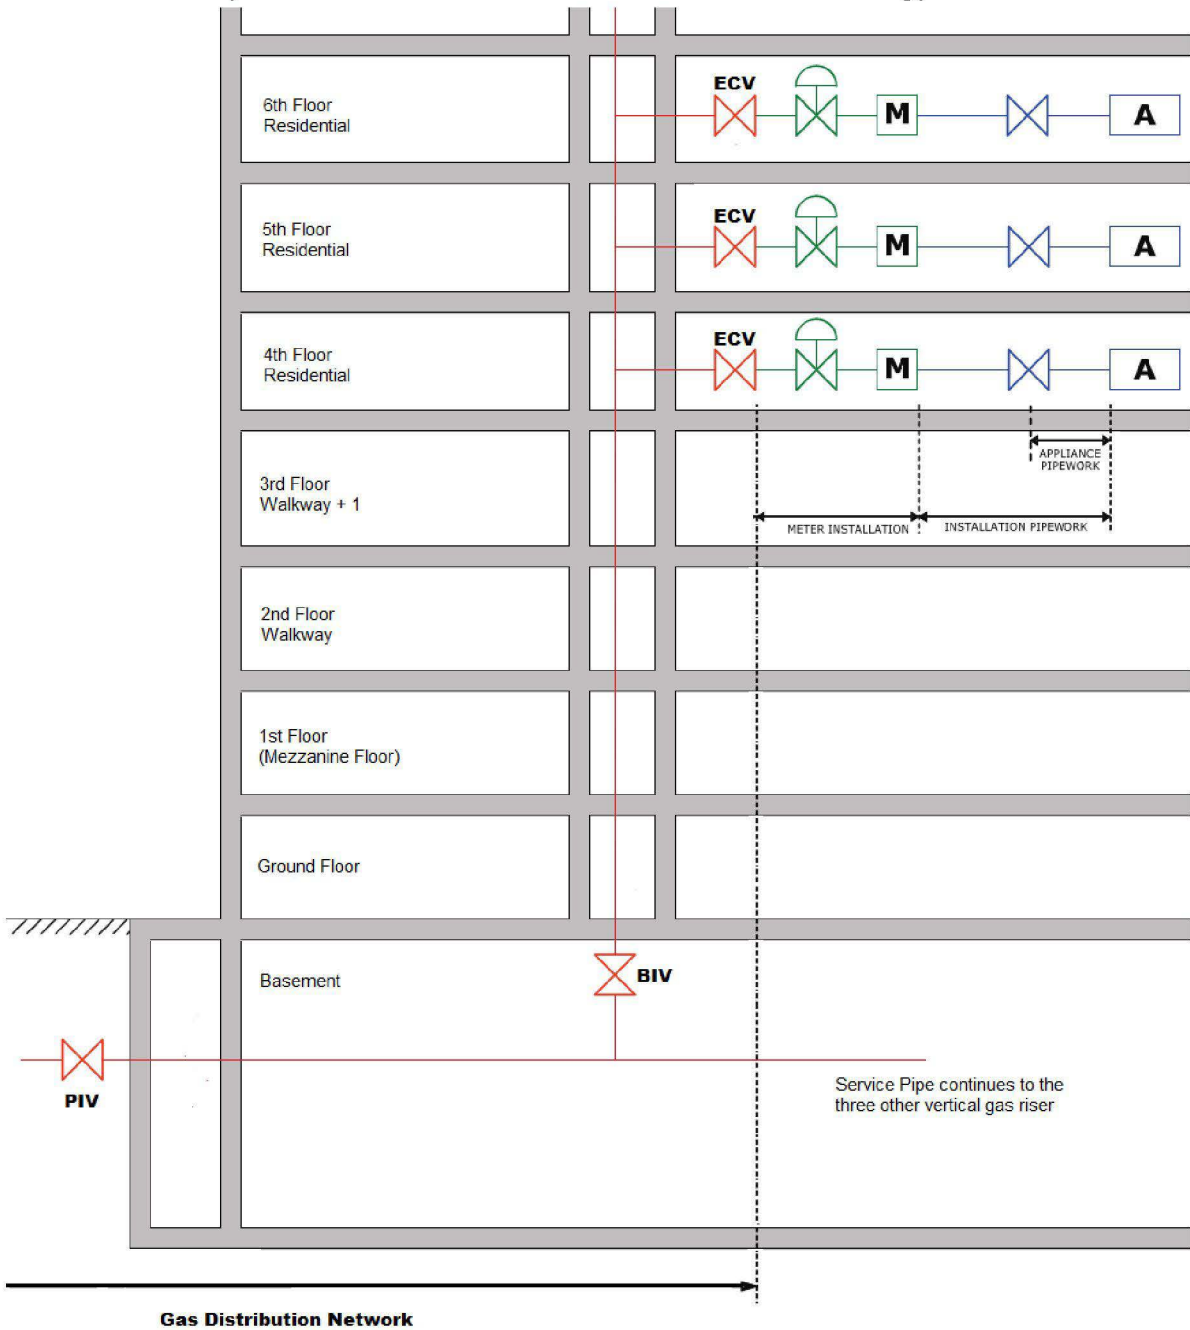 ECV
6th Floor
Residential
M
A
ECV
5th Floor
Residential
M
A
ECV
4th Floor
Residential
M
A
APPLIANCE
PIPEWORK
3rd Floor
Walkway + 1
METER INSTALLATION
INSTALLATION PIPEWORK
2nd Floor
Walkway
1st Floor
(Mezzanine Floor)
Ground Floor
Basement
BIV
PIV
Service Pipe continues to the
three other vertical gas riser
Gas Distribution Network